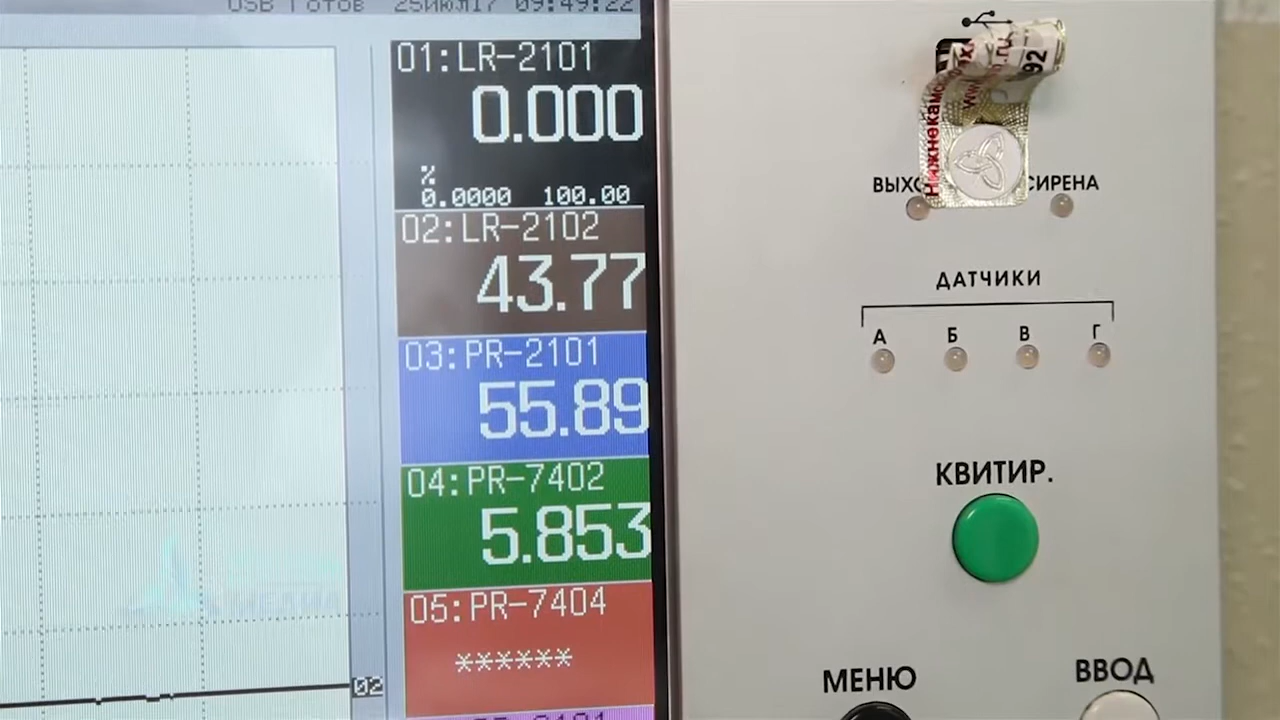 USB Готов 25Июл17 09:49:22
01:LR-2101
0.000
%
0.0000 100.00
02:LR-2102
43.77
03:PR-2101
55.89
04:PR-7402
5.853
05:PR-7404
******
02
92
СИРЕНА
ДАТЧИКИ
А Б В Г
КВИТИР.
МЕНЮ ВВОД
МЕДИА